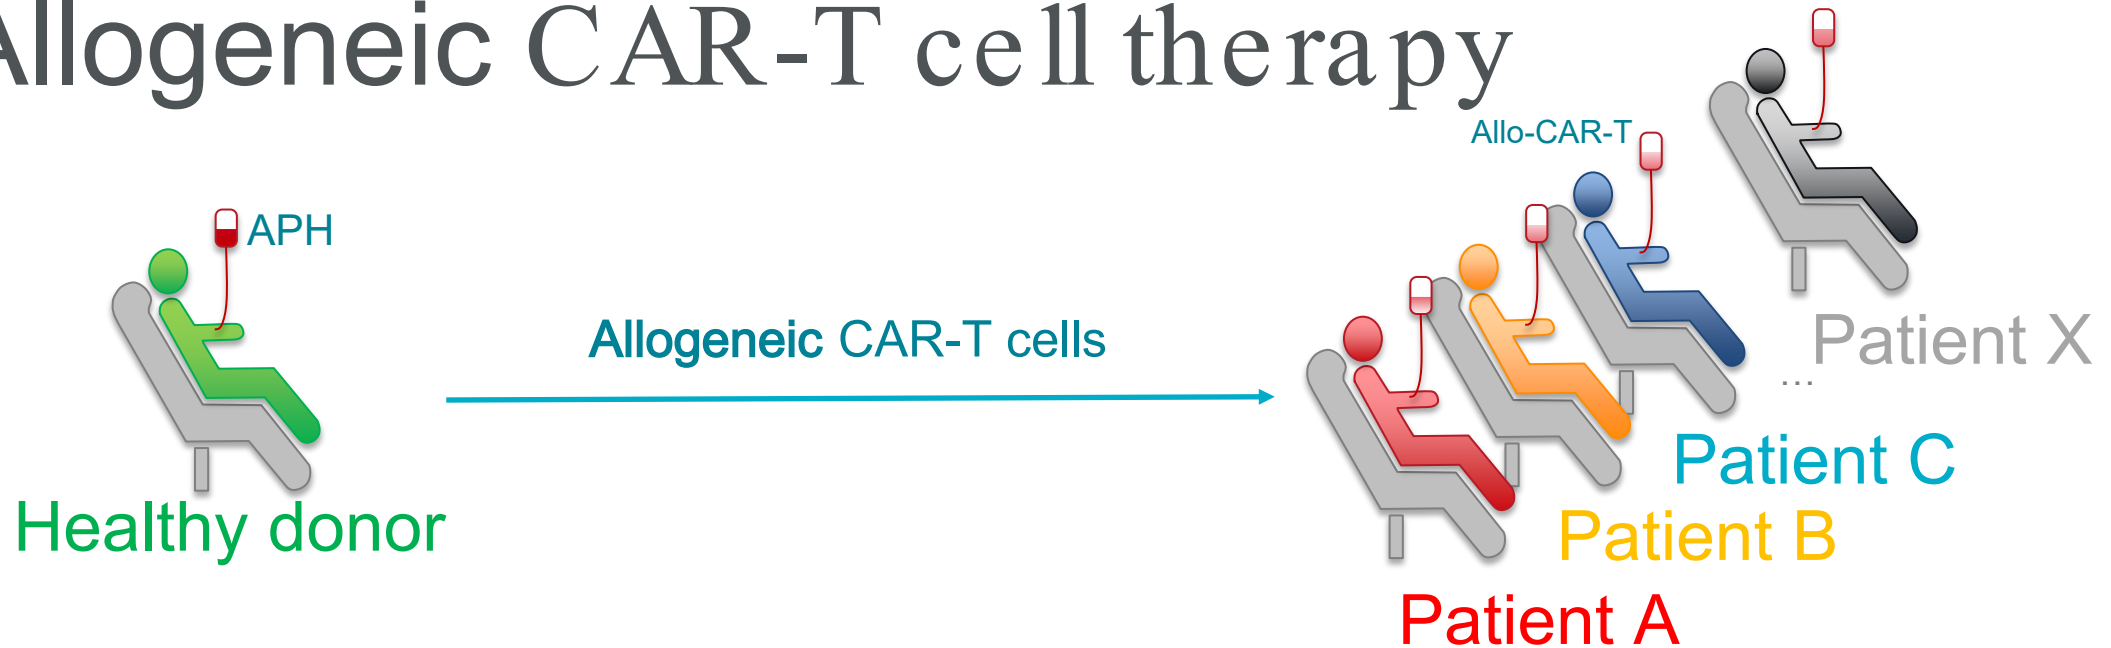 Allogeneic CAR-T cell therapy
Allo-CAR-T
APH
Allogeneic CAR-T cells
Patient X
...
Patient C
Healthy donor
Patient B
Patient A